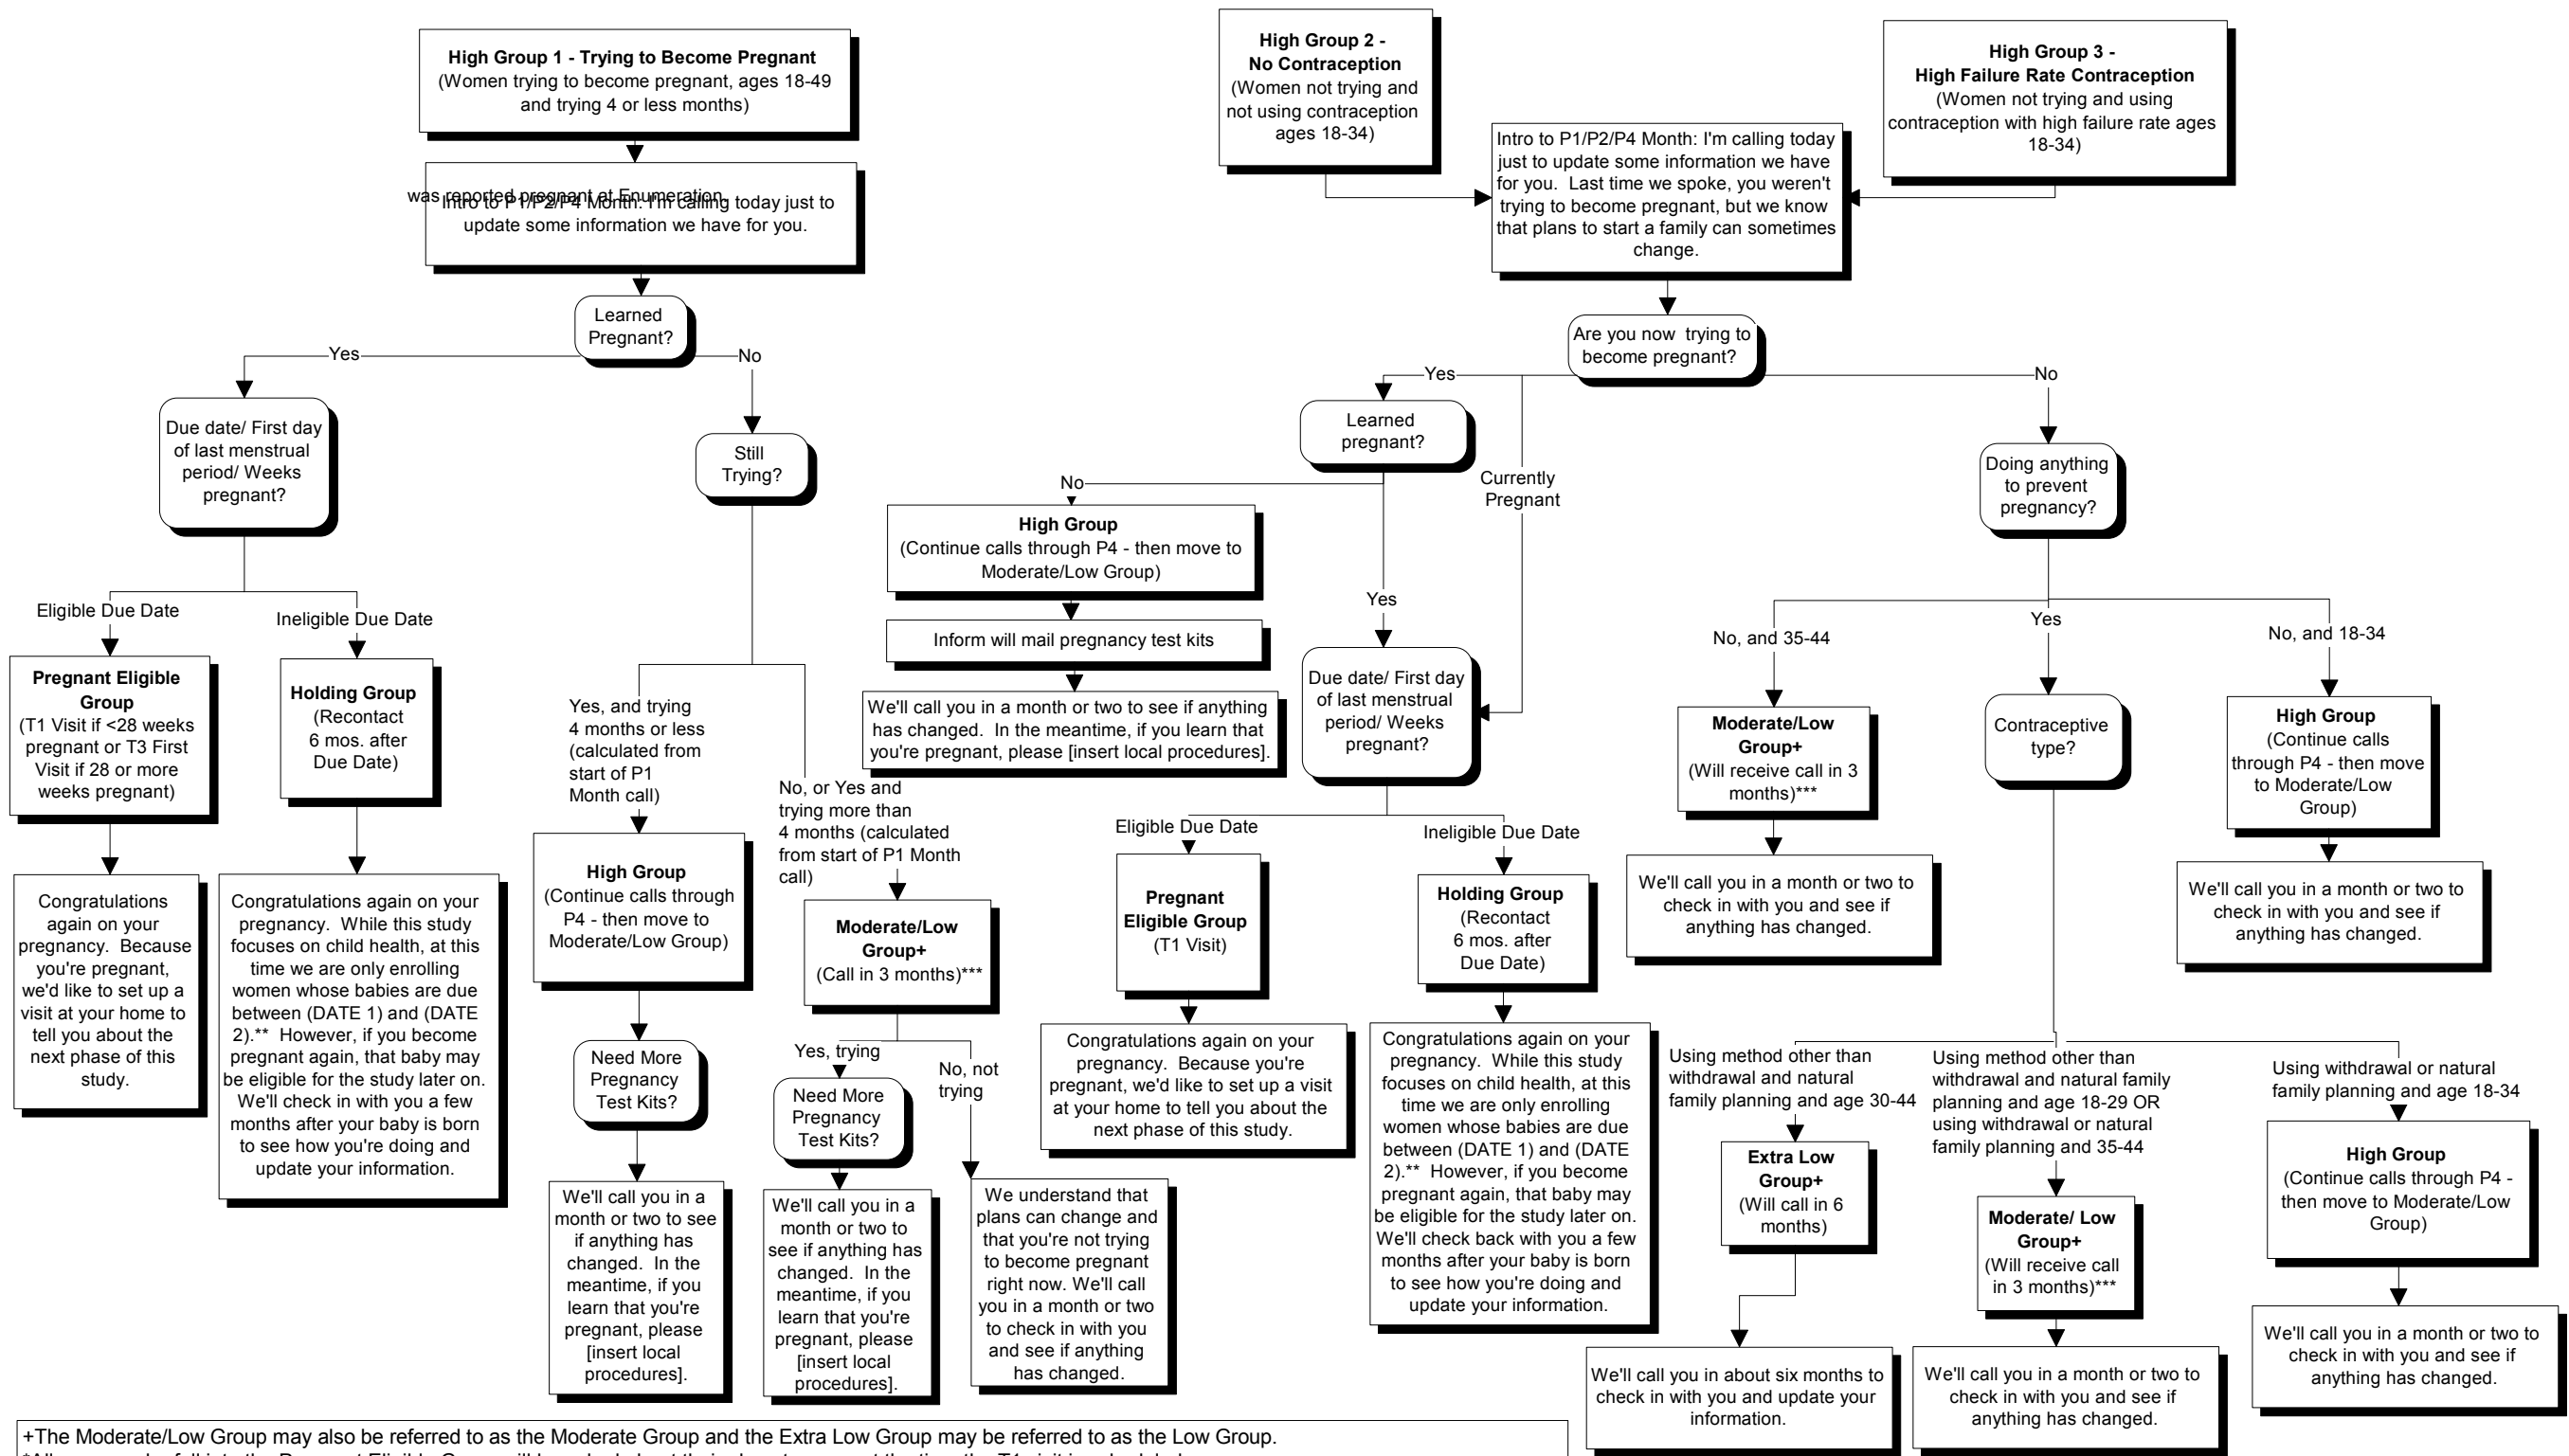 High Group 1 - Trying to Become Pregnant
(Women trying to become pregnant, ages 18-49
and trying 4 or less months)
was reported pregnant at Enumeration.
Intro to P1/P2/P4 Month: I'm calling today just to
update some information we have for you.
Learned
Pregnant?
Yes
No
Due date/ First day
of last menstrual
period/ Weeks
pregnant?
Still
Trying?
Eligible Due Date
Ineligible Due Date
Pregnant Eligible
Group
(T1 Visit if <28 weeks
pregnant or T3 First
Visit if 28 or more
weeks pregnant)
Holding Group
(Recontact
6 mos. after
Due Date)
Congratulations
again on your
pregnancy. Because
you're pregnant,
we'd like to set up a
visit at your home to
tell you about the
next phase of this
study.
Congratulations again on your
pregnancy. While this study
focuses on child health, at this
time we are only enrolling
women whose babies are due
between (DATE 1) and (DATE
2).** However, if you become
pregnant again, that baby may
be eligible for the study later on.
We'll check in with you a few
months after your baby is born
to see how you're doing and
update your information.
Yes, and trying
4 months or less
(calculated from
start of P1
Month call)
No, or Yes and
trying more than
4 months (calculated
from start of P1 Month
call)
High Group
(Continue calls through
P4 - then move to
Moderate/Low Group)
Moderate/Low
Group+
(Call in 3 months)***
Need More
Pregnancy
Test Kits?
Yes, trying
No, not
trying
Need More
Pregnancy
Test Kits?
We'll call you in a
month or two to see
if anything has
changed. In the
meantime, if you
learn that you're
pregnant, please
[insert local
procedures].
We'll call you in a
month or two to
see if anything has
changed. In the
meantime, if you
learn that you're
pregnant, please
[insert local
procedures].
We understand that
plans can change and
that you're not trying
to become pregnant
right now. We'll call
you in a month or two
to check in with you
and see if anything
has changed.
High Group 2 -
No Contraception
(Women not trying and
not using contraception
ages 18-34)
High Group 3 -
High Failure Rate Contraception
(Women not trying and using
contraception with high failure rate ages
18-34)
Intro to P1/P2/P4 Month: I'm calling today
just to update some information we have
for you. Last time we spoke, you weren't
trying to become pregnant, but we know
that plans to start a family can sometimes
change.
Are you now trying to
become pregnant?
Yes
No
Learned
pregnant?
Currently
Pregnant
No
Yes
High Group
(Continue calls through P4 - then move to
Moderate/Low Group)
Inform will mail pregnancy test kits
We'll call you in a month or two to see if anything
has changed. In the meantime, if you learn that
you're pregnant, please [insert local procedures].
Due date/ First day
of last menstrual
period/ Weeks
pregnant?
Eligible Due Date
Ineligible Due Date
Pregnant
Eligible Group
(T1 Visit)
Holding Group
(Recontact
6 mos. after
Due Date)
Congratulations again on your
pregnancy. Because you're
pregnant, we'd like to set up a visit
at your home to tell you about the
next phase of this study.
Congratulations again on your
pregnancy. While this study
focuses on child health, at this
time we are only enrolling
women whose babies are due
between (DATE 1) and (DATE
2).** However, if you become
pregnant again, that baby may
be eligible for the study later on.
We'll check back with you a few
months after your baby is born
to see how you're doing and
update your information.
Doing anything
to prevent
pregnancy?
No, and 35-44
Yes
No, and 18-34
Moderate/Low
Group+
(Will receive call in 3
months)***
Contraceptive
type?
High Group
(Continue calls
through P4 - then move
to Moderate/Low
Group)
We'll call you in a month or two to
check in with you and see if
anything has changed.
We'll call you in a month or two to
check in with you and see if
anything has changed.
Using method other than
withdrawal and natural
family planning and age 30-44
Using method other than
withdrawal and natural family
planning and age 18-29 OR
using withdrawal or natural
family planning and 35-44
Using withdrawal or natural
family planning and age 18-34
Extra Low
Group+
(Will call in 6
months)
Moderate/ Low
Group+
(Will receive call
in 3 months)***
High Group
(Continue calls through P4 -
then move to Moderate/Low
Group)
We'll call you in about six months to
check in with you and update your
information.
We'll call you in a month or two to
check in with you and see if
anything has changed.
We'll call you in a month or two to
check in with you and see if
anything has changed.
+The Moderate/Low Group may also be referred to as the Moderate Group and the Extra Low Group may be referred to as the Low Group.